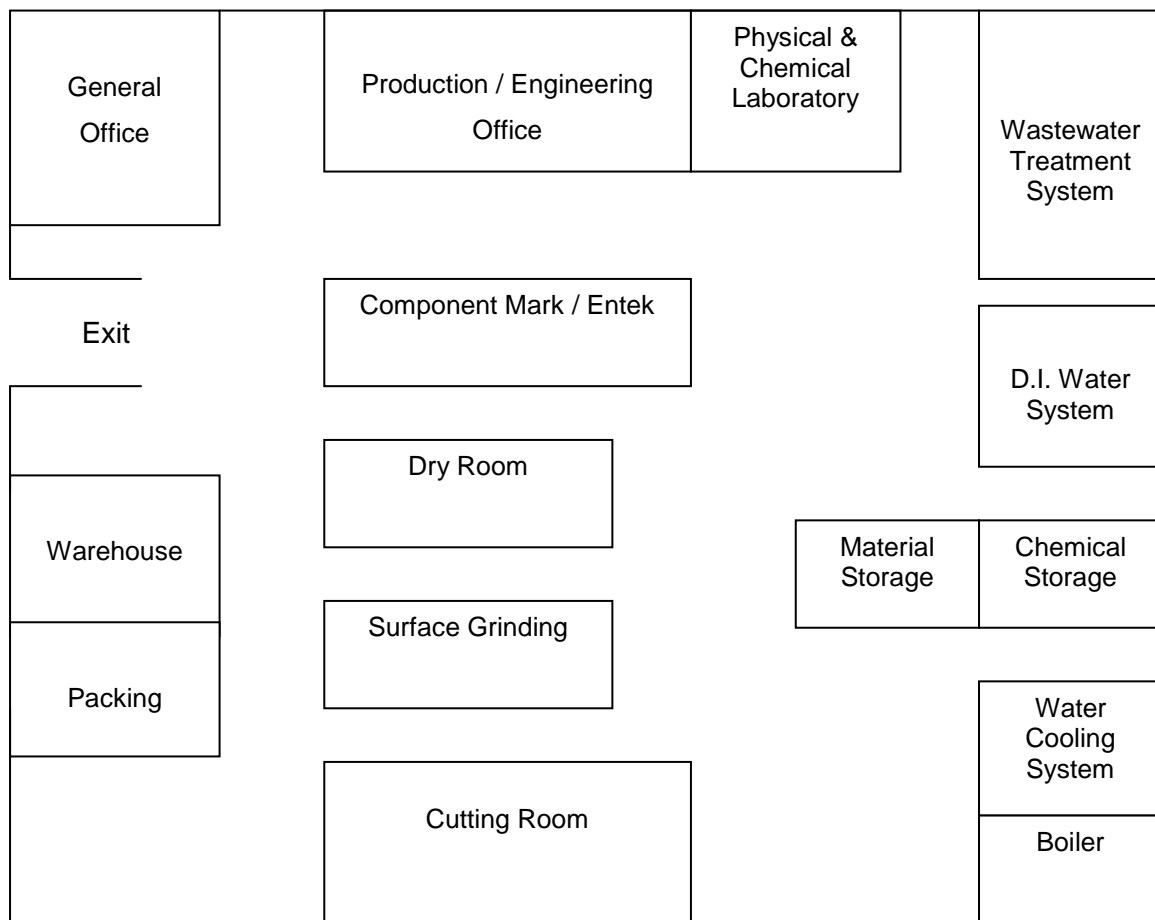 General
Office
Production / Engineering
Office
Physical &
Chemical
Laboratory
Wastewater
Treatment
System
Exit
Component Mark / Entek
D.I. Water
System
Dry Room
Warehouse
Material
Storage
Chemical
Storage
Surface Grinding
Packing
Water
Cooling
System
Cutting Room
Boiler